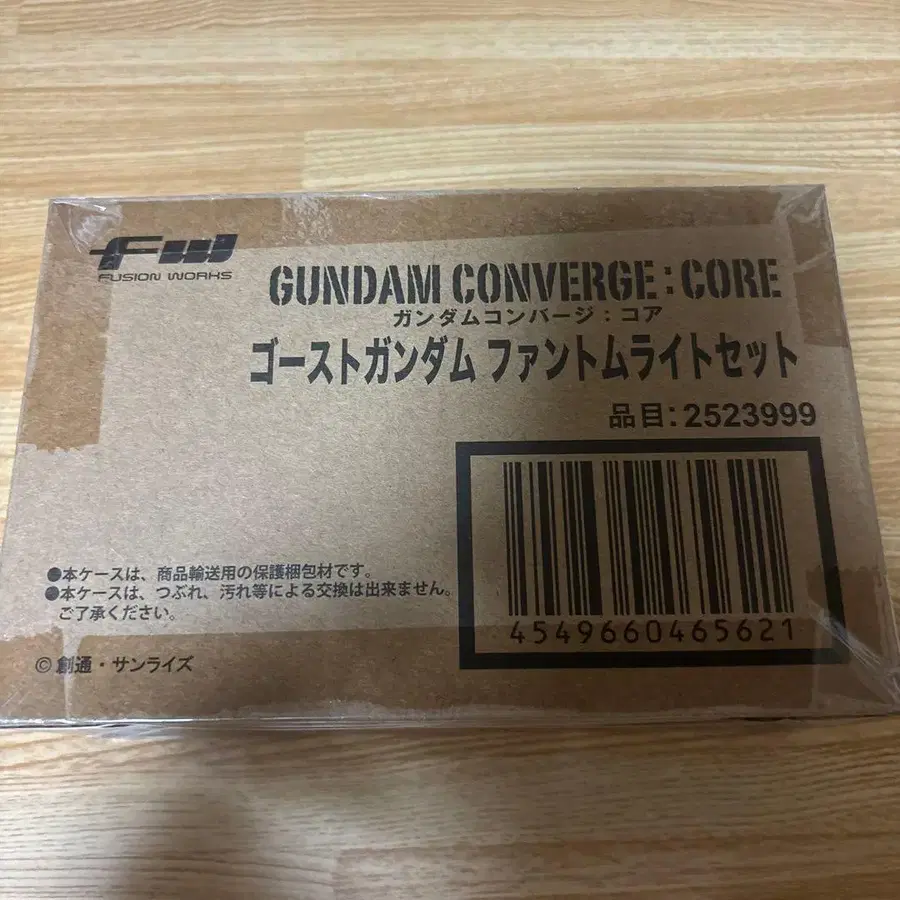 fw
FUSION WORKS
GUNDAM CONVERGE:CORE
ガンダムコンバージ:コア
ゴーストガンダム ファントムライトセット
品目:2523999
4549660465621
●本ケースは、商品輸送用の保護梱包材です。
●本ケースは、つぶれ、汚れ等による交換は出来ません。
ご了承ください。
© 創通・サンライズ